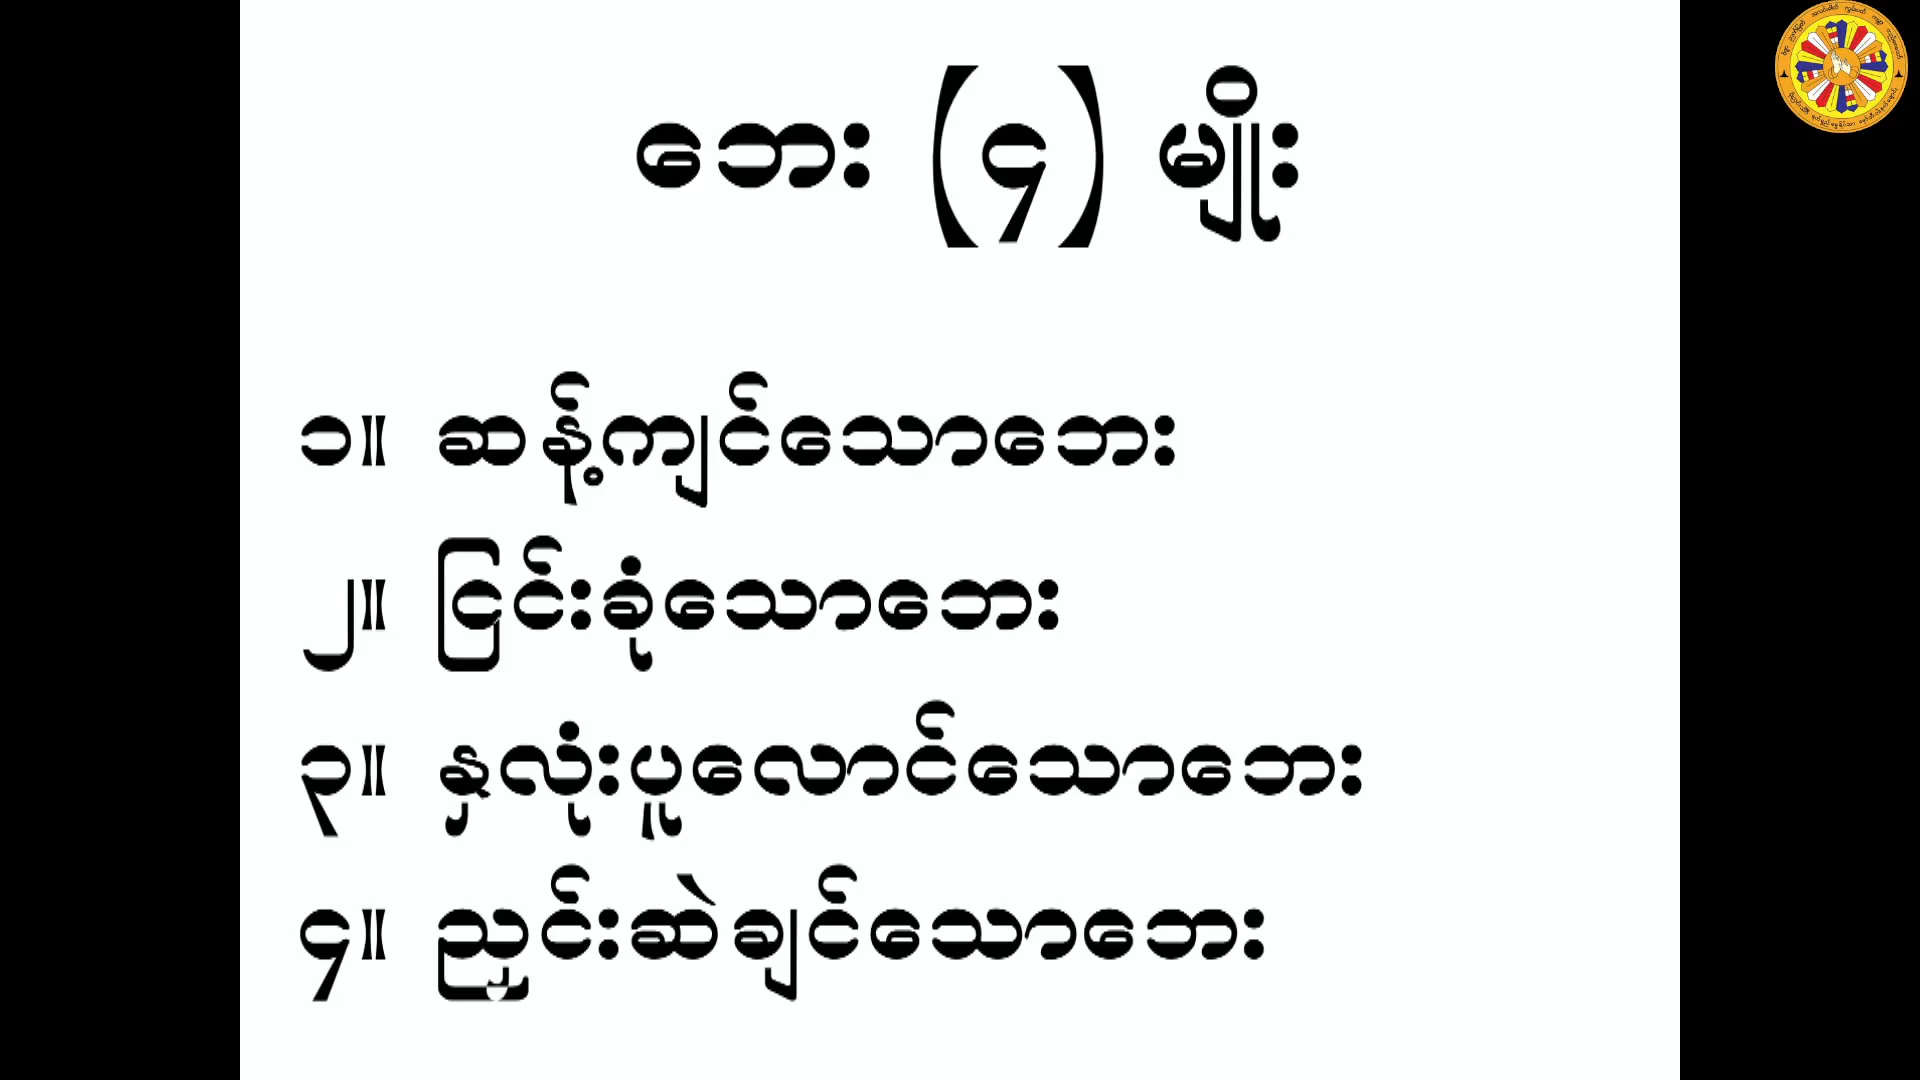 ဘေး (၄) မျိုး
၁။ ဆန့်ကျင်သောဘေး
၂။ ငြင်းခုံသောဘေး
၃။ နှလုံးပူလောင်သောဘေး
၄။ ညှင်းဆဲချင်သောဘေး